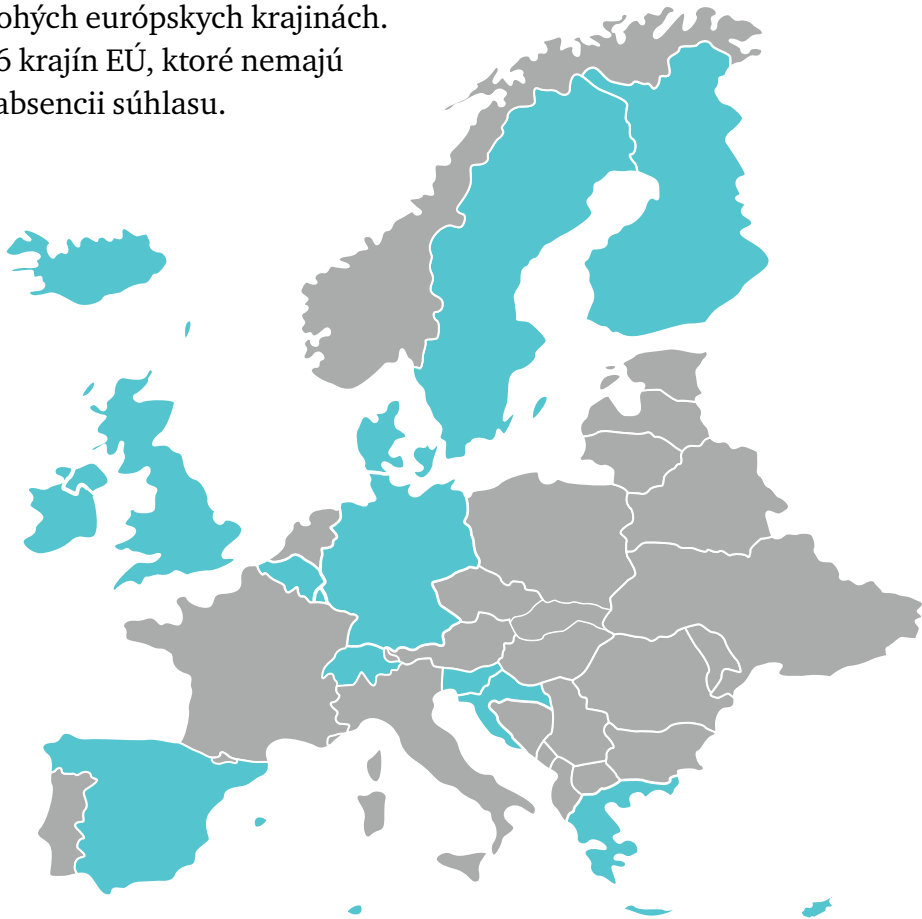 ohých európskych krajinách.
6 krajín EÚ, ktoré nemajú
absencii súhlasu.